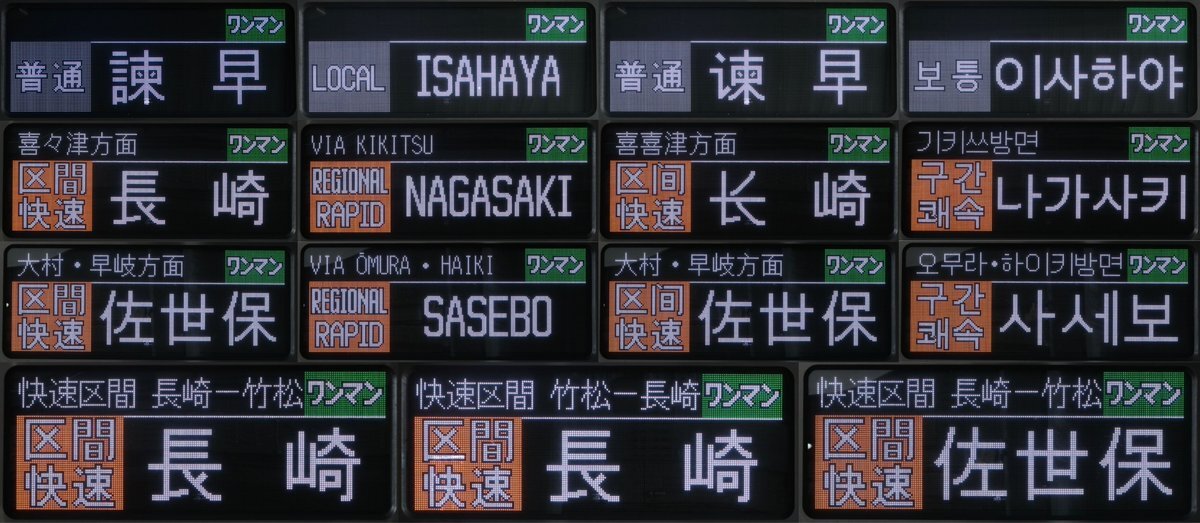 ワンマン
普通 諫 早
ワンマン
LOCAL ISAHAYA
ワンマン
普通 谏 早
ワンマン
보통 이사하야
喜々津方面 ワンマン
区間快速 長 崎
VIA KIKITSU ワンマン
REGIONAL RAPID NAGASAKI
喜喜津方面 ワンマン
区间快速 长 崎
기키쓰방면 ワンマン
구간쾌속 나가사키
大村・早岐方面 ワンマン
区間快速 佐世保
VIA ŌMURA・HAIKI ワンマン
REGIONAL RAPID SASEBO
大村・早岐方面 ワンマン
区间快速 佐世保
오무라・하이키방면 ワンマン
구간쾌속 사세보
快速区間 長崎ー竹松 ワンマン
区間快速 長 崎
快速区間 竹松ー長崎 ワンマン
区間快速 長 崎
快速区間 長崎ー竹松 ワンマン
区間快速 佐世保